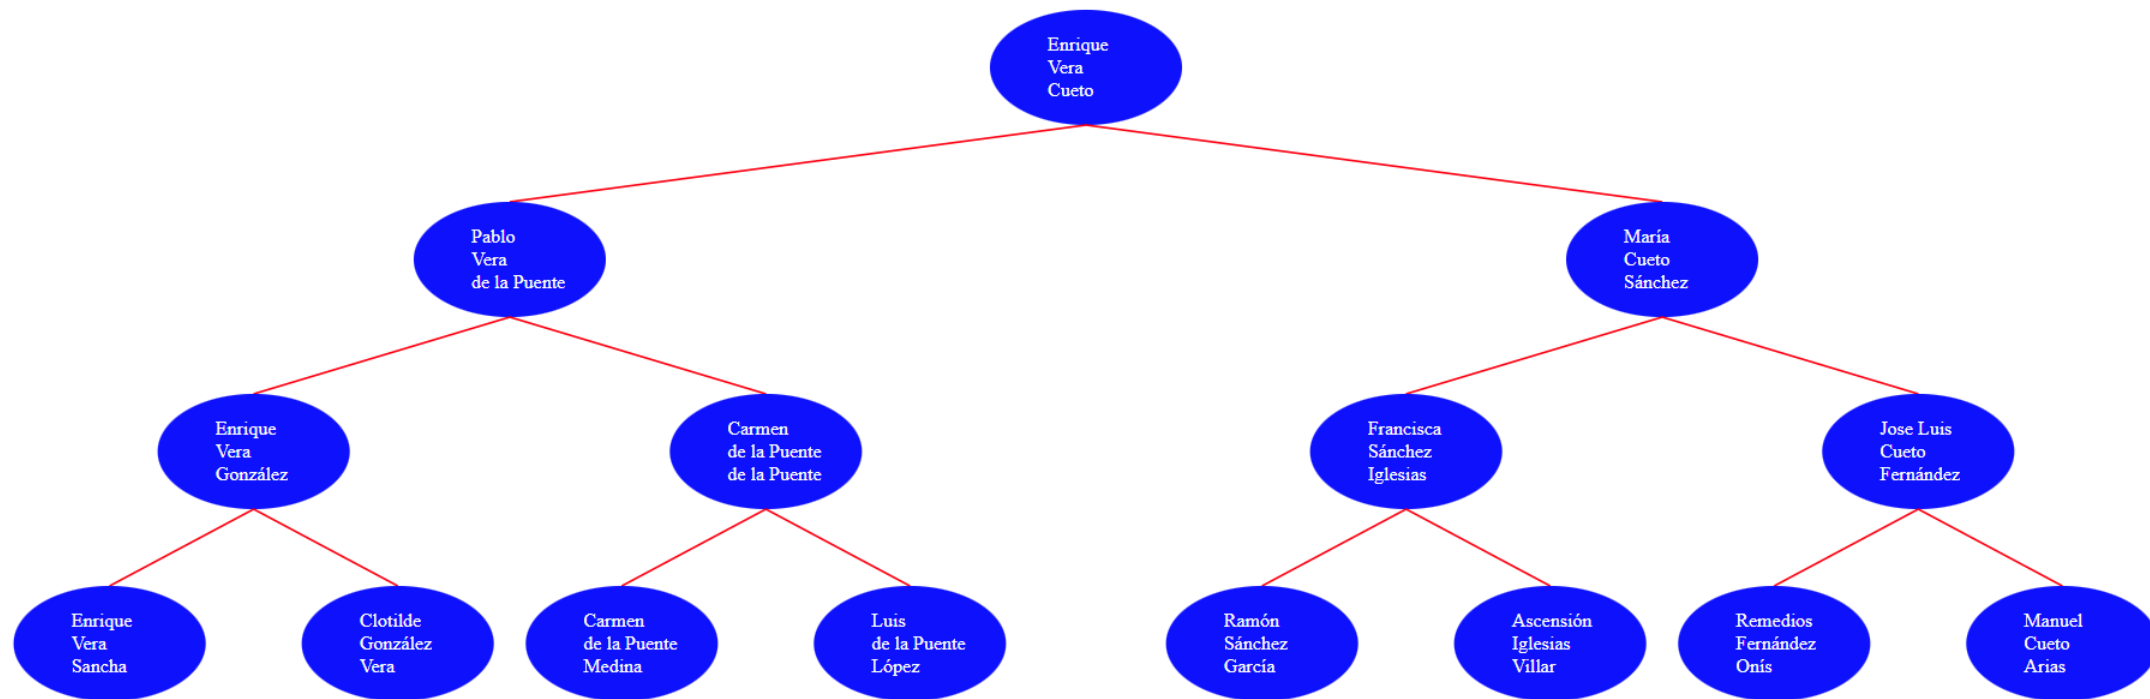 Enrique
Vera
Cueto
Pablo
Vera
de la Puente
María
Cueto
Sánchez
Enrique
Vera
González
Carmen
de la Puente
de la Puente
Francisca
Sánchez
Iglesias
Jose Luis
Cueto
Fernández
Enrique
Vera
Sancha
Clotilde
González
Vera
Carmen
de la Puente
Medina
Luis
de la Puente
López
Ramón
Sánchez
García
Ascensión
Iglesias
Villar
Remedios
Fernández
Onís
Manuel
Cueto
Arias